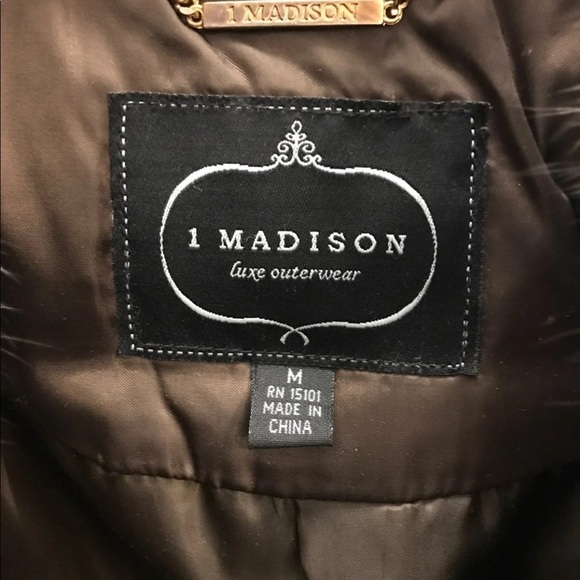 1 MADISON
1 MADISON
luxe outerwear
M
RN 15101
MADE IN
CHINA